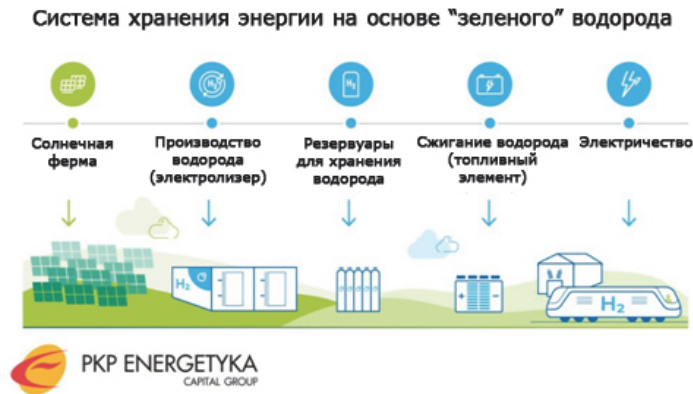 Система хранения энергии на основе “зеленого” водорода
H₂
H₂
Солнечная
ферма
Производство
водорода
(электролизер)
Резервуары
для хранения
водорода
Сжигание водорода
(топливный
элемент)
Электричество
H₂
+ -
H₂
PKP ENERGETYKA
CAPITAL GROUP